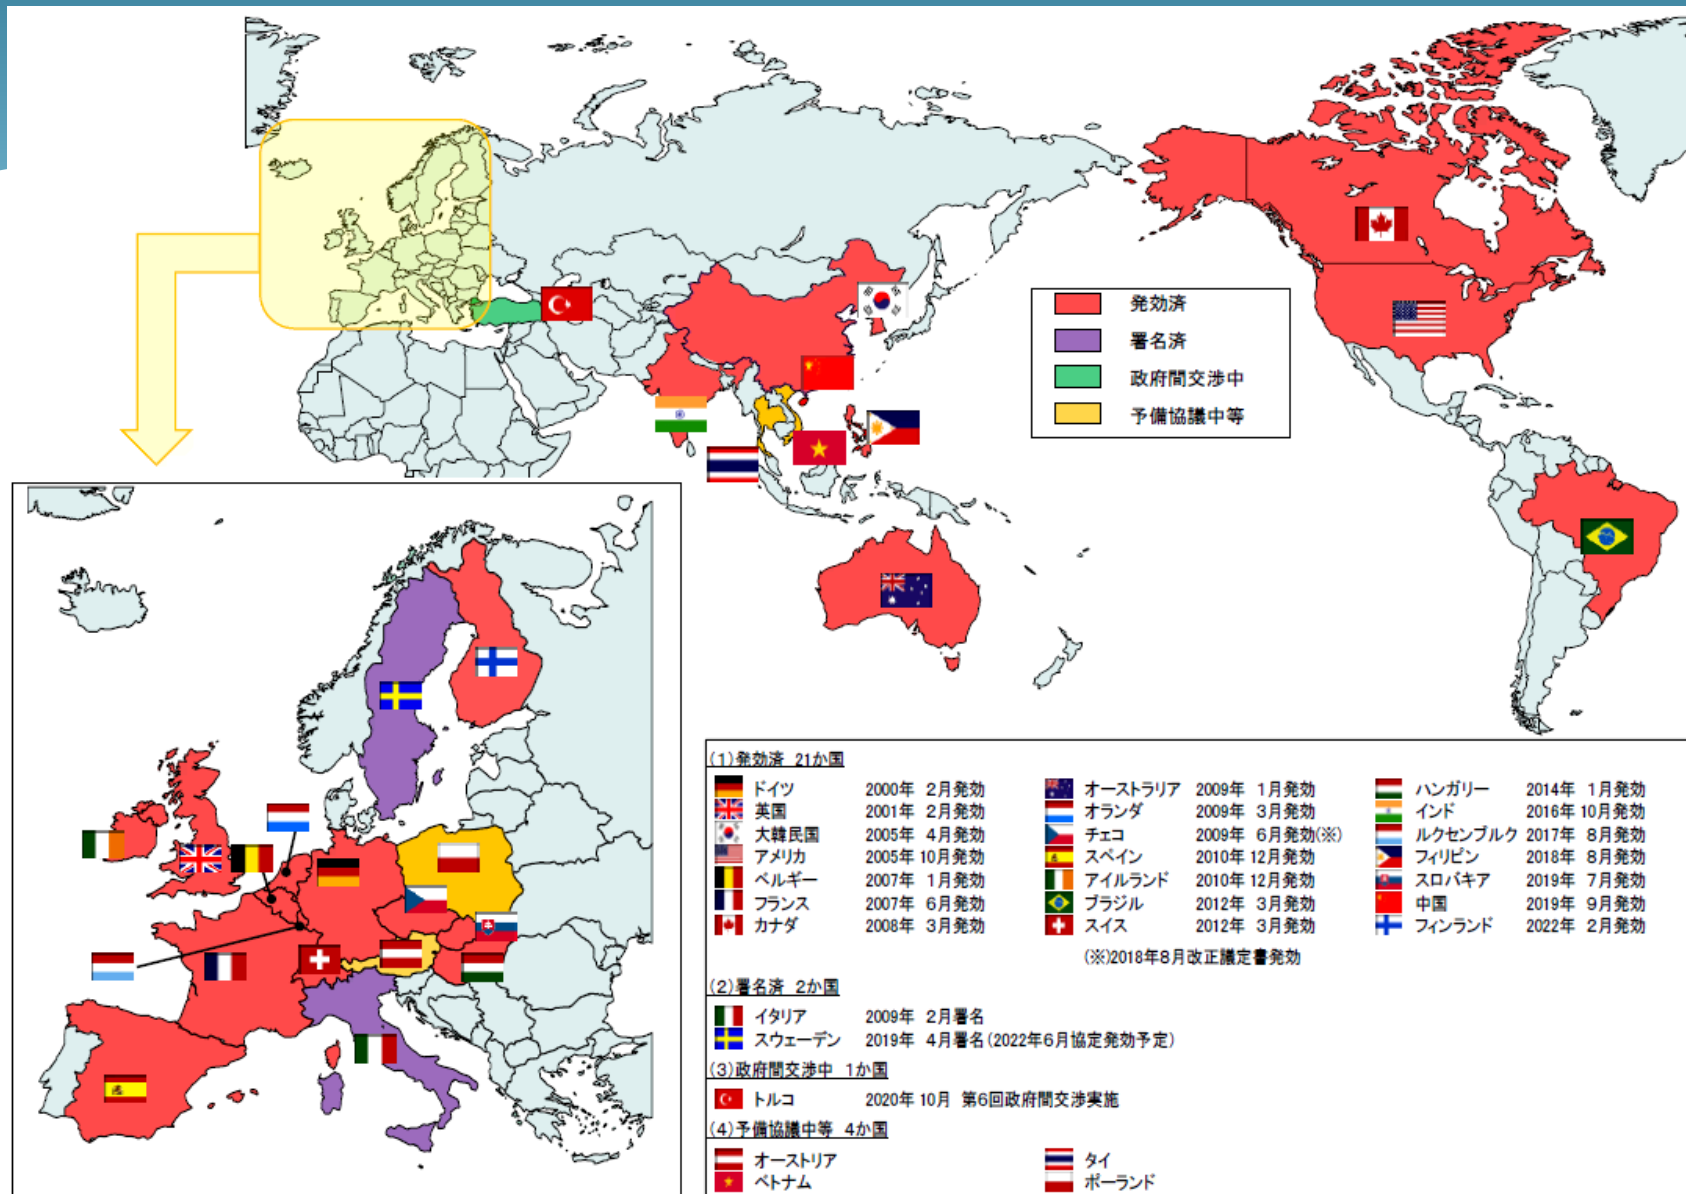 発効済
署名済
政府間交渉中
予備協議中等
(1)発効済 21か国
ドイツ 2000年 2月発効 オーストラリア 2009年 1月発効 ハンガリー 2014年 1月発効
英国 2001年 2月発効 オランダ 2009年 3月発効 インド 2016年 10月発効
大韓民国 2005年 4月発効 チェコ 2009年 6月発効(※) ルクセンブルク 2017年 8月発効
アメリカ 2005年 10月発効 スペイン 2010年 12月発効 フィリピン 2018年 8月発効
ベルギー 2007年 1月発効 アイルランド 2010年 12月発効 スロバキア 2019年 7月発効
フランス 2007年 6月発効 ブラジル 2012年 3月発効 中国 2019年 9月発効
カナダ 2008年 3月発効 スイス 2012年 3月発効 フィンランド 2022年 2月発効
(※)2018年8月改正議定書発効
(2)署名済 2か国
イタリア 2009年 2月署名
スウェーデン 2019年 4月署名(2022年6月協定発効予定)
(3)政府間交渉中 1か国
トルコ 2020年 10月 第6回政府間交渉実施
(4)予備協議中等 4か国
オーストリア タイ
ベトナム ポーランド